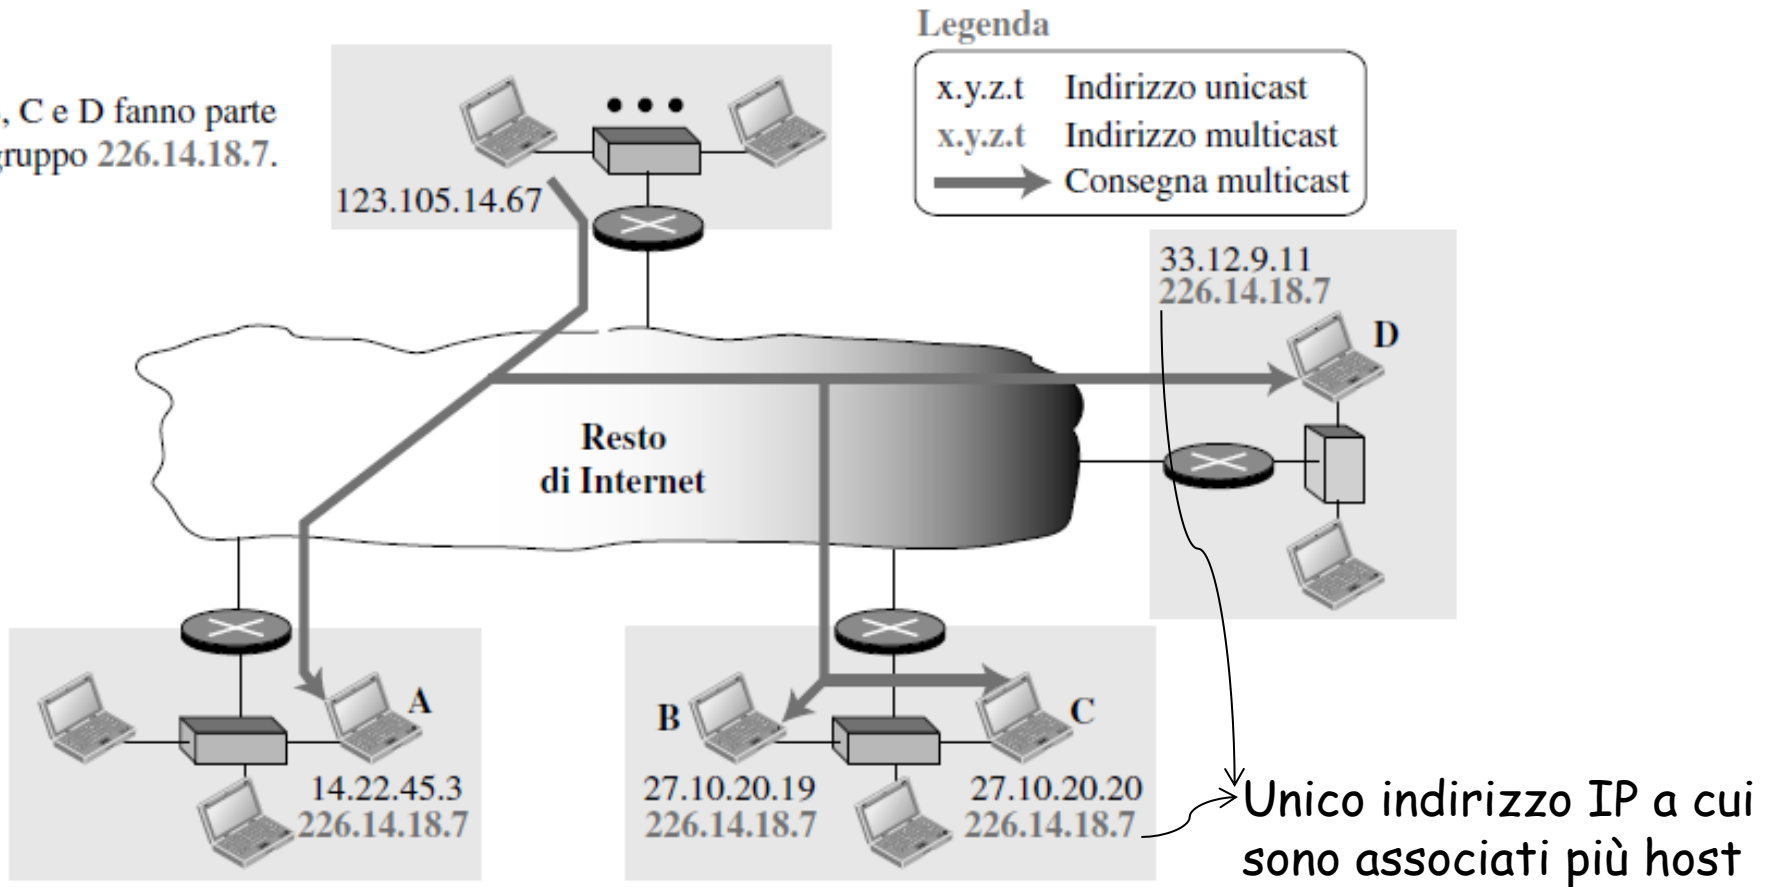 Legenda
x.y.z.t Indirizzo unicast
x.y.z.t Indirizzo multicast
Consegna multicast
, C e D fanno parte
gruppo 226.14.18.7.
123.105.14.67
33.12.9.11
226.14.18.7
D
Resto
di Internet
A
14.22.45.3
226.14.18.7
B
27.10.20.19
226.14.18.7
C
27.10.20.20
226.14.18.7
Unico indirizzo IP a cui
sono associati più host